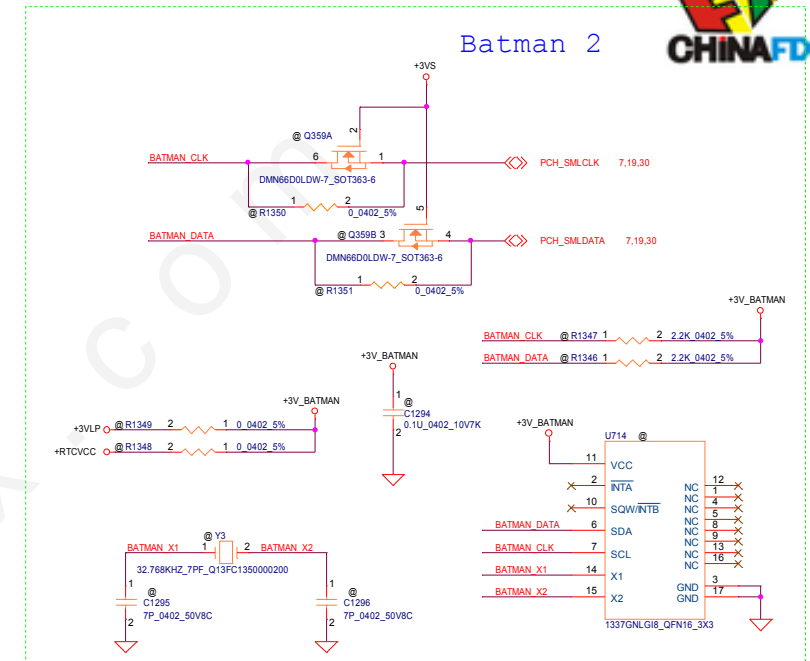 Batman 2
CHINAFD
+3VS
@ Q359A
2
BATMAN_CLK
6
1
PCH_SMLCLK 7,19,30
DMN66D0LDW-7_SOT363-6
1 2
@ R1350 0_0402_5%
5
BATMAN_DATA
@ Q359B 3
4
PCH_SMLDATA 7,19,30
DMN66D0LDW-7_SOT363-6
1 2
@ R1351 0_0402_5%
+3V_BATMAN
BATMAN_CLK @ R1347 1 2 2.2K_0402_5%
BATMAN_DATA @ R1346 1 2 2.2K_0402_5%
+3V_BATMAN
1
@
C1294
0.1U_0402_10V7K
2
+3V_BATMAN
+3VLP @ R1349 2 1 0_0402_5%
+RTCVCC @ R1348 2 1 0_0402_5%
+3V_BATMAN
U714 @
11 VCC
2 INTA
10 SQW/INTB
BATMAN_DATA 6 SDA
BATMAN_CLK 7 SCL
BATMAN_X1 14 X1
BATMAN_X2 15 X2
NC 12
NC 1
NC 4
NC 5
NC 8
NC 9
NC 13
NC 16
GND 3
GND 17
1337GNLGI8_QFN16_3X3
@ Y3
BATMAN_X1 1 2 BATMAN_X2
32.768KHZ_7PF_Q13FC1350000200
1
@
C1295
7P_0402_50V8C
2
1
@
C1296
7P_0402_50V8C
2
x.com